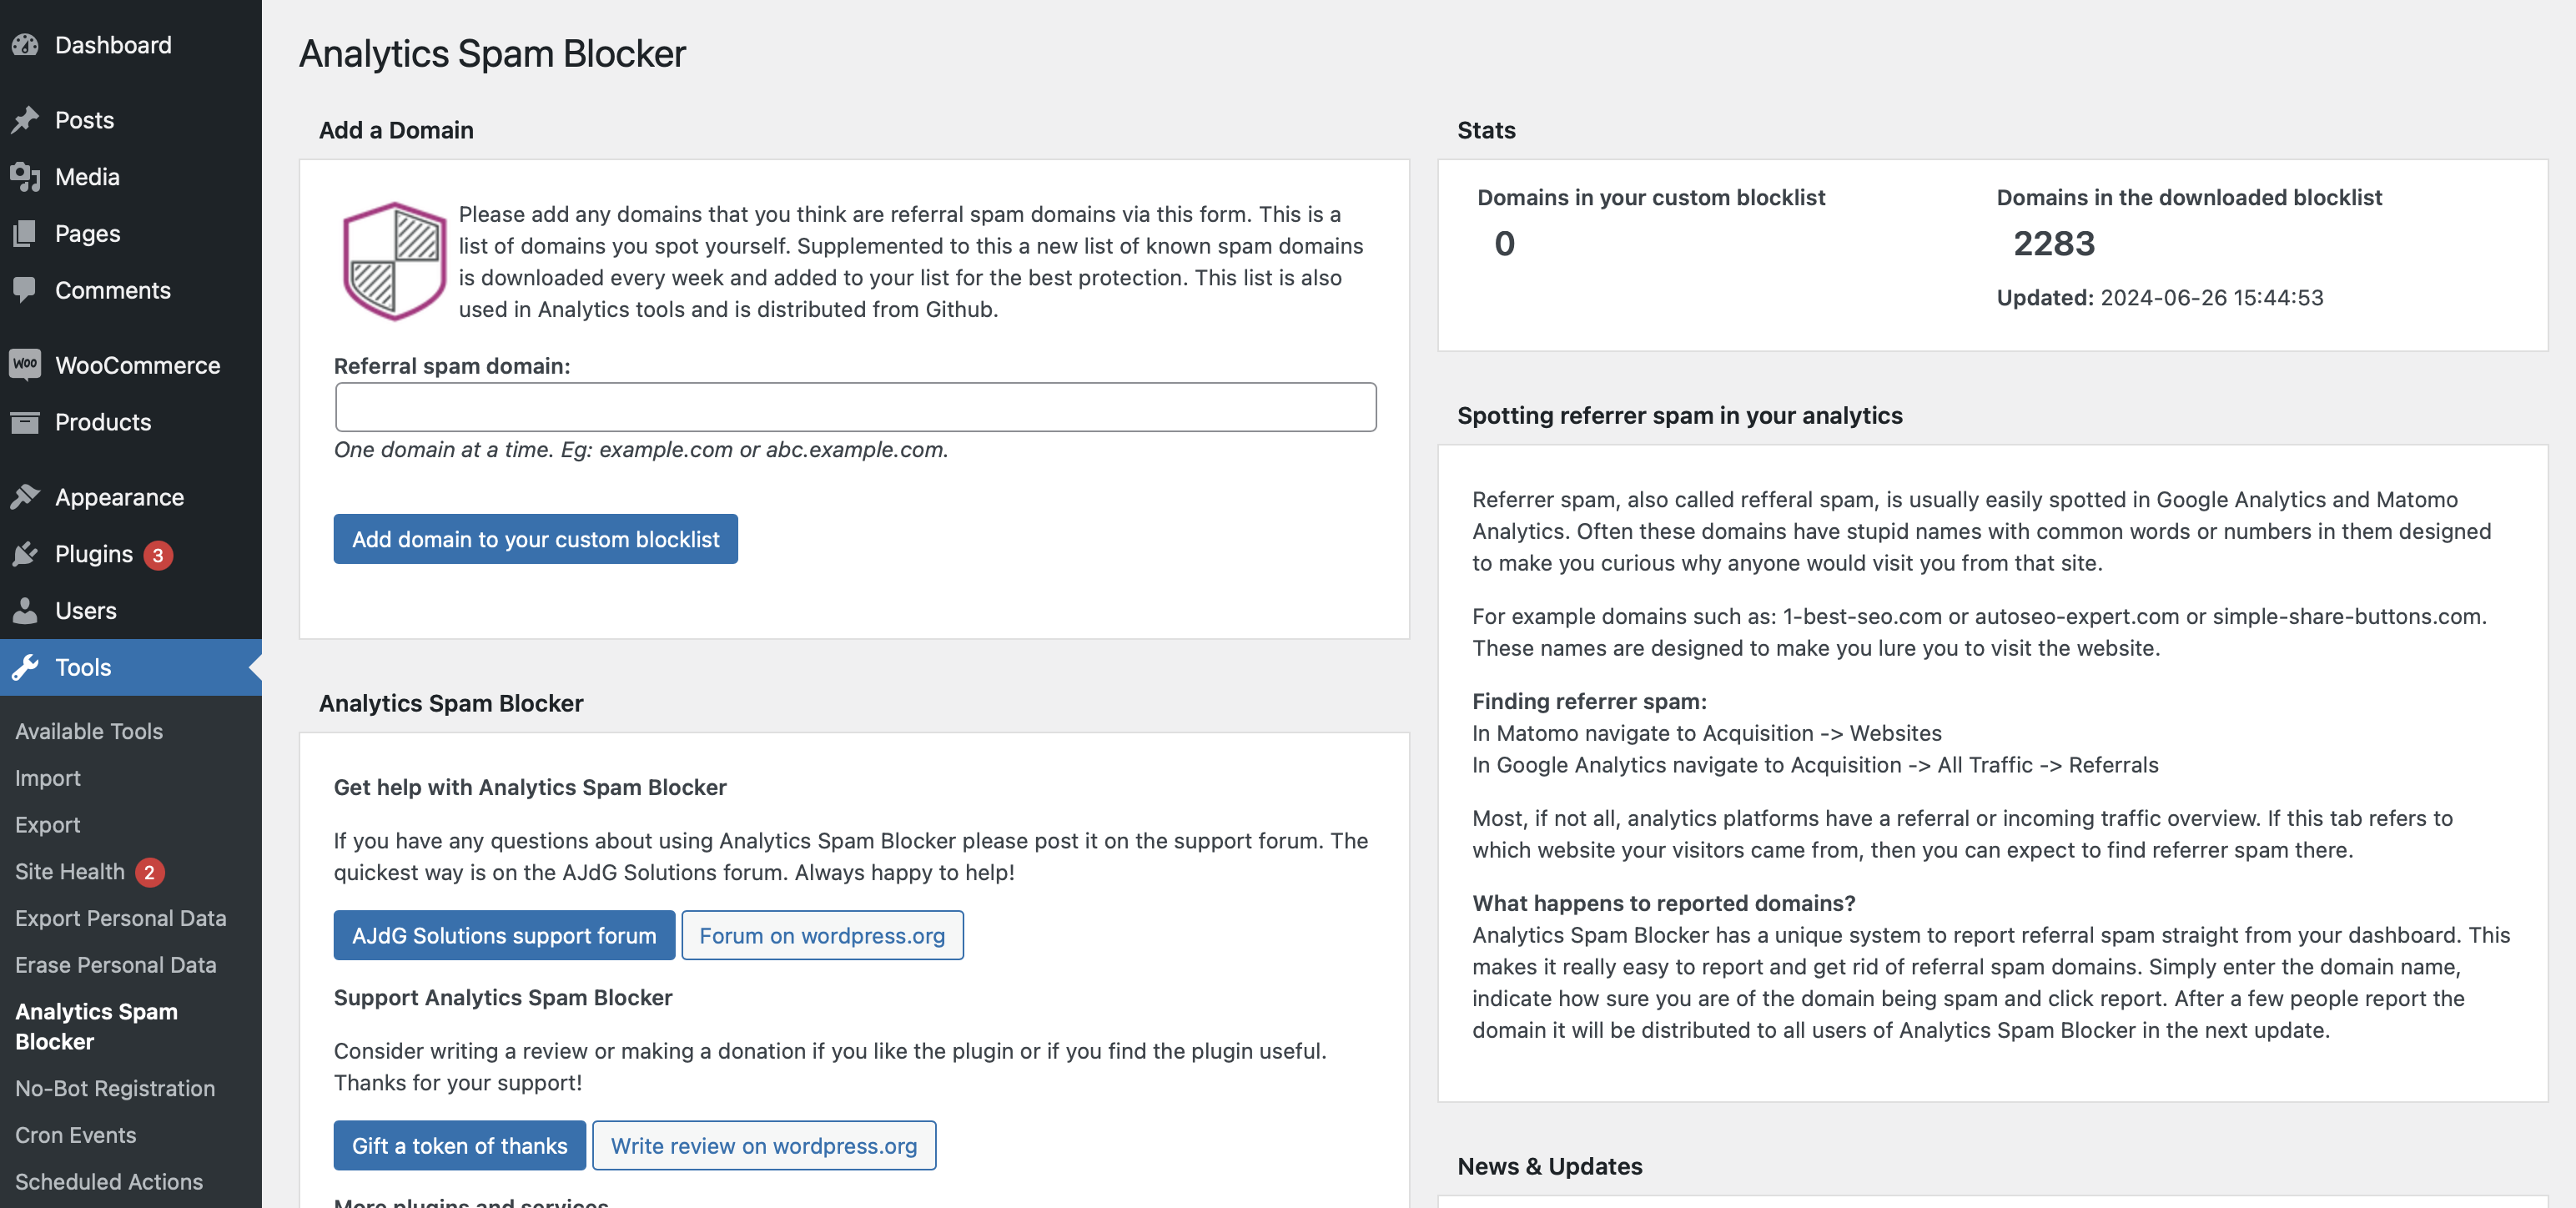 Dashboard
Posts
Media
Pages
Comments
Woo WooCommerce
Products
Appearance
Plugins 3
Users
Tools
Available Tools
Import
Export
Site Health 2
Export Personal Data
Erase Personal Data
Analytics Spam
Blocker
No-Bot Registration
Cron Events
Scheduled Actions
Analytics Spam Blocker
Add a Domain
Please add any domains that you think are referral spam domains via this form. This is a
list of domains you spot yourself. Supplemented to this a new list of known spam domains
is downloaded every week and added to your list for the best protection. This list is also
used in Analytics tools and is distributed from Github.
Referral spam domain:
One domain at a time. Eg: example.com or abc.example.com.
Add domain to your custom blocklist
Analytics Spam Blocker
Get help with Analytics Spam Blocker
If you have any questions about using Analytics Spam Blocker please post it on the support forum. The
quickest way is on the AJdG Solutions forum. Always happy to help!
AJdG Solutions support forum Forum on wordpress.org
Support Analytics Spam Blocker
Consider writing a review or making a donation if you like the plugin or if you find the plugin useful.
Thanks for your support!
Gift a token of thanks Write review on wordpress.org
More plugins and services
Stats
Domains in your custom blocklist Domains in the downloaded blocklist
0 2283
Updated: 2024-06-26 15:44:53
Spotting referrer spam in your analytics
Referrer spam, also called refferal spam, is usually easily spotted in Google Analytics and Matomo
Analytics. Often these domains have stupid names with common words or numbers in them designed
to make you curious why anyone would visit you from that site.
For example domains such as: 1-best-seo.com or autoseo-expert.com or simple-share-buttons.com.
These names are designed to make you lure you to visit the website.
Finding referrer spam:
In Matomo navigate to Acquisition -> Websites
In Google Analytics navigate to Acquisition -> All Traffic -> Referrals
Most, if not all, analytics platforms have a referral or incoming traffic overview. If this tab refers to
which website your visitors came from, then you can expect to find referrer spam there.
What happens to reported domains?
Analytics Spam Blocker has a unique system to report referral spam straight from your dashboard. This
makes it really easy to report and get rid of referral spam domains. Simply enter the domain name,
indicate how sure you are of the domain being spam and click report. After a few people report the
domain it will be distributed to all users of Analytics Spam Blocker in the next update.
News & Updates